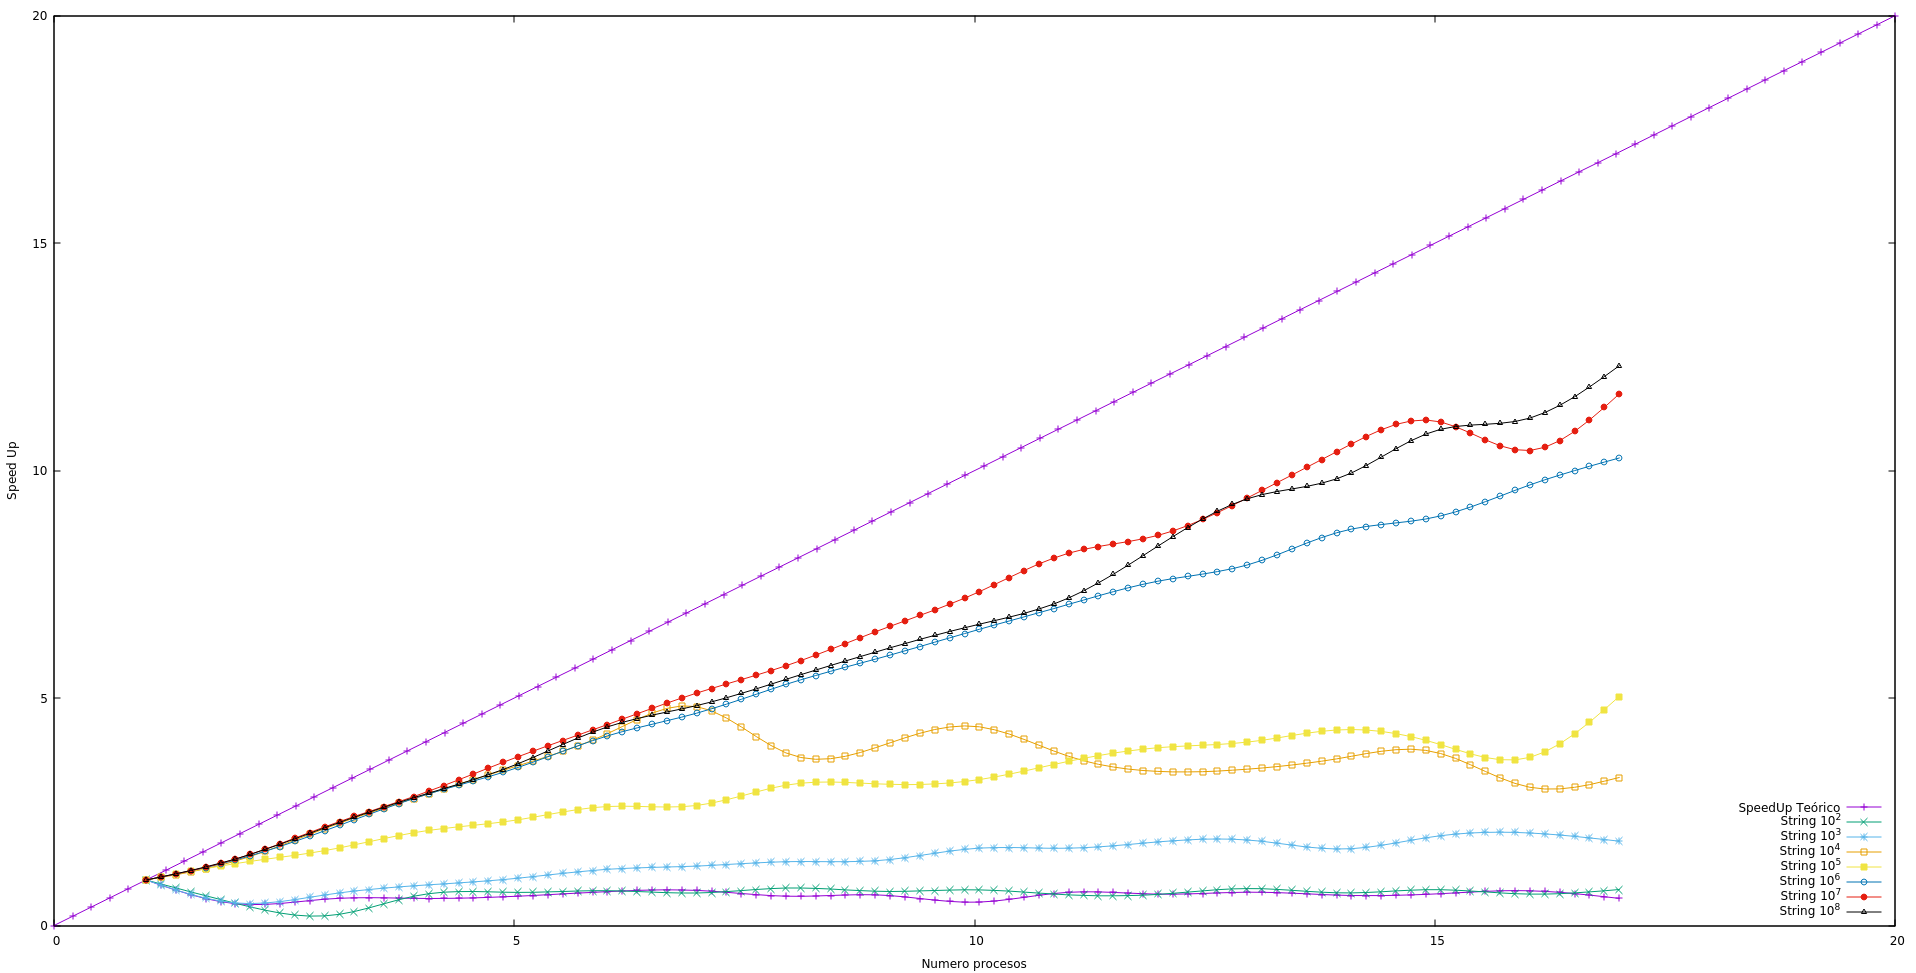 20
15
10
5
0
Speed Up
0
5
10
15
20
Numero procesos
SpeedUp Teórico
String 10²
String 10³
String 10⁴
String 10⁵
String 10⁶
String 10⁷
String 10⁸